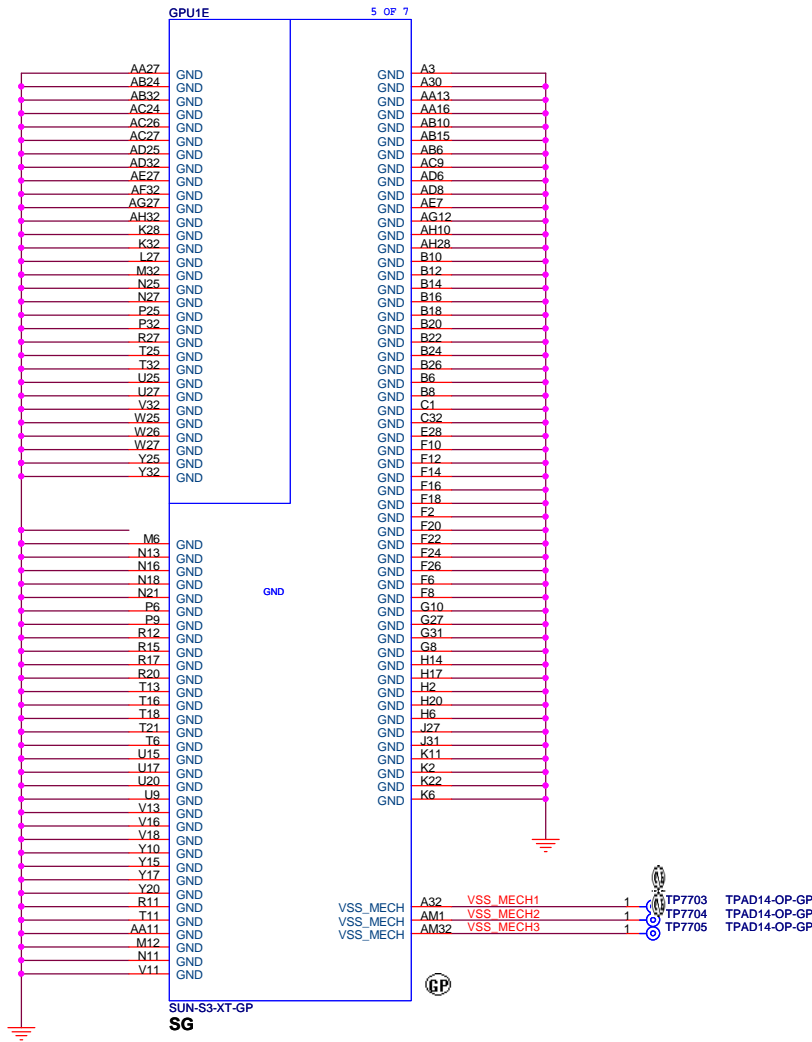 GPU1E 5 OF 7
AA27 GND GND A3
AB24 GND GND A30
AB32 GND GND AA13
AC24 GND GND AA16
AC26 GND GND AB10
AC27 GND GND AB15
AD25 GND GND AB6
AD32 GND GND AC9
AE27 GND GND AD6
AF32 GND GND AD8
AG27 GND GND AE7
AH32 GND GND AG12
K28 GND GND AH10
K32 GND GND AH28
L27 GND GND B10
M32 GND GND B12
N25 GND GND B14
N27 GND GND B16
P25 GND GND B18
P32 GND GND B20
R27 GND GND B22
T25 GND GND B24
T32 GND GND B26
U25 GND GND B6
U27 GND GND B8
V32 GND GND C1
W25 GND GND C32
W26 GND GND E28
W27 GND GND F10
Y25 GND GND F12
Y32 GND GND F14
GND F16
GND F18
GND F2
GND F20
M6 GND GND F22
N13 GND GND F24
N16 GND GND F26
N18 GND GND F6
N21 GND GND GND F8
P6 GND GND G10
P9 GND GND G27
R12 GND GND G31
R15 GND GND G8
R17 GND GND H14
R20 GND GND H17
T13 GND GND H2
T16 GND GND H20
T18 GND GND H6
T21 GND GND J27
T6 GND GND J31
U15 GND GND K11
U17 GND GND K2
U20 GND GND K22
U9 GND GND K6
V13 GND
V16 GND
V18 GND
Y10 GND
Y15 GND
Y17 GND
Y20 GND
R11 GND VSS_MECH A32 VSS_MECH1 1 TP7703 TPAD14-OP-GP
T11 GND VSS_MECH AM1 VSS_MECH2 1 TP7704 TPAD14-OP-GP
AA11 GND VSS_MECH AM32 VSS_MECH3 1 TP7705 TPAD14-OP-GP
M12 GND
N11 GND
V11 GND
GP
SUN-S3-XT-GP
SG